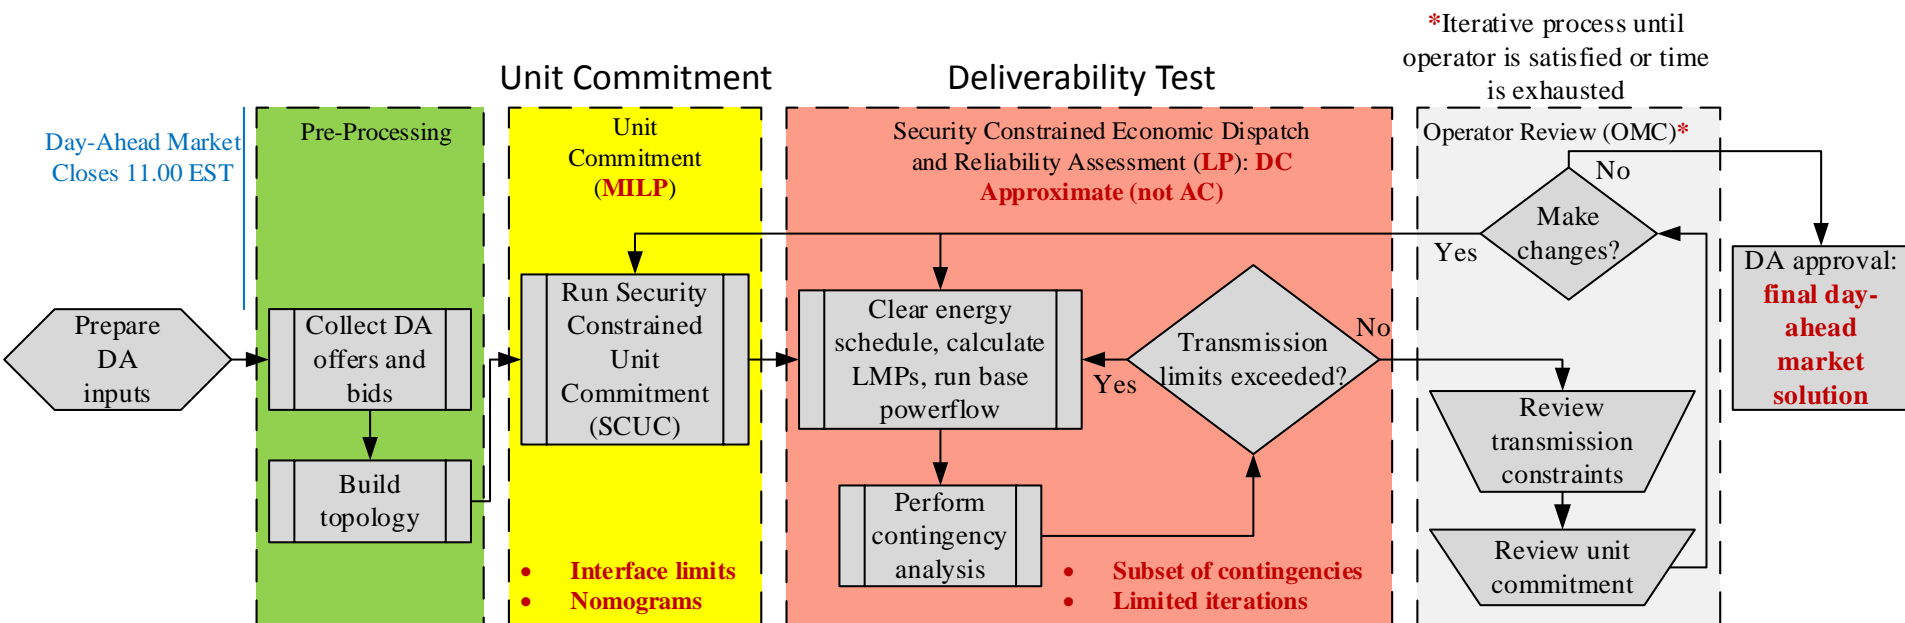 *Iterative process until
operator is satisfied or time
is exhausted
Unit Commitment
Deliverability Test
Day-Ahead Market
Closes 11.00 EST
Pre-Processing
Unit
Commitment
(MILP)
Security Constrained Economic Dispatch
and Reliability Assessment (LP): DC
Approximate (not AC)
Operator Review (OMC)*
No
Make
changes?
Yes
Prepare
DA
inputs
Collect DA
offers and
bids
Build
topology
Run Security
Constrained
Unit
Commitment
(SCUC)
Clear energy
schedule, calculate
LMPs, run base
powerflow
Yes
Transmission
limits exceeded?
No
Perform
contingency
analysis
Review
transmission
constraints
Review unit
commitment
DA approval:
final day-
ahead
market
solution
• Interface limits
• Nomograms
• Subset of contingencies
• Limited iterations